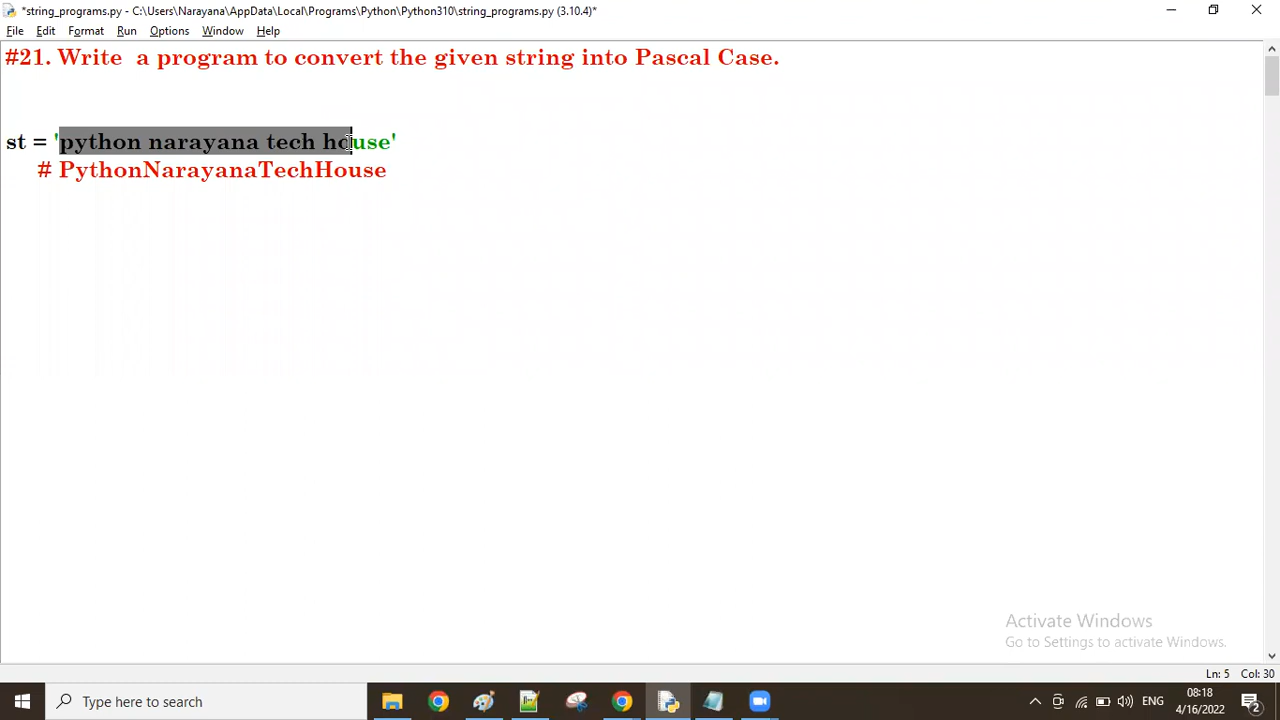 *string_programs.py - C:\Users\Narayana\AppData\Local\Programs\Python\Python310\string_programs.py (3.10.4)*
File Edit Format Run Options Window Help
#21. Write  a program to convert the given string into Pascal Case.
st = 'python narayana tech house'
# PythonNarayanaTechHouse
Activate Windows
Go to Settings to activate Windows.
Ln: 5 Col: 30
Type here to search
ENG
08:18
4/16/2022
2